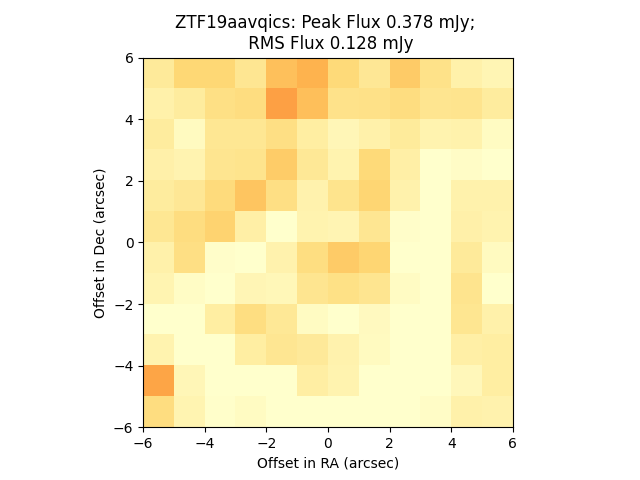 ZTF19aavqics: Peak Flux 0.378 mJy;
RMS Flux 0.128 mJy
6
4
2
0
−2
−4
−6
Offset in Dec (arcsec)
−6 −4 −2 0 2 4 6
Offset in RA (arcsec)